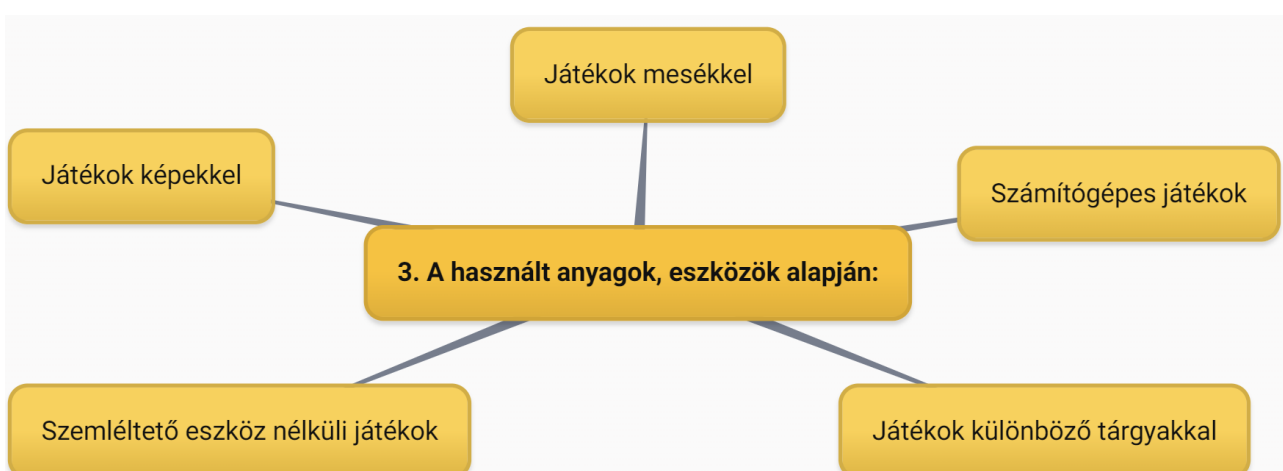 Játékok mesékkel
Játékok képekkel
Számítógépes játékok
3. A használt anyagok, eszközök alapján:
Szemléltető eszköz nélküli játékok
Játékok különböző tárgyakkal